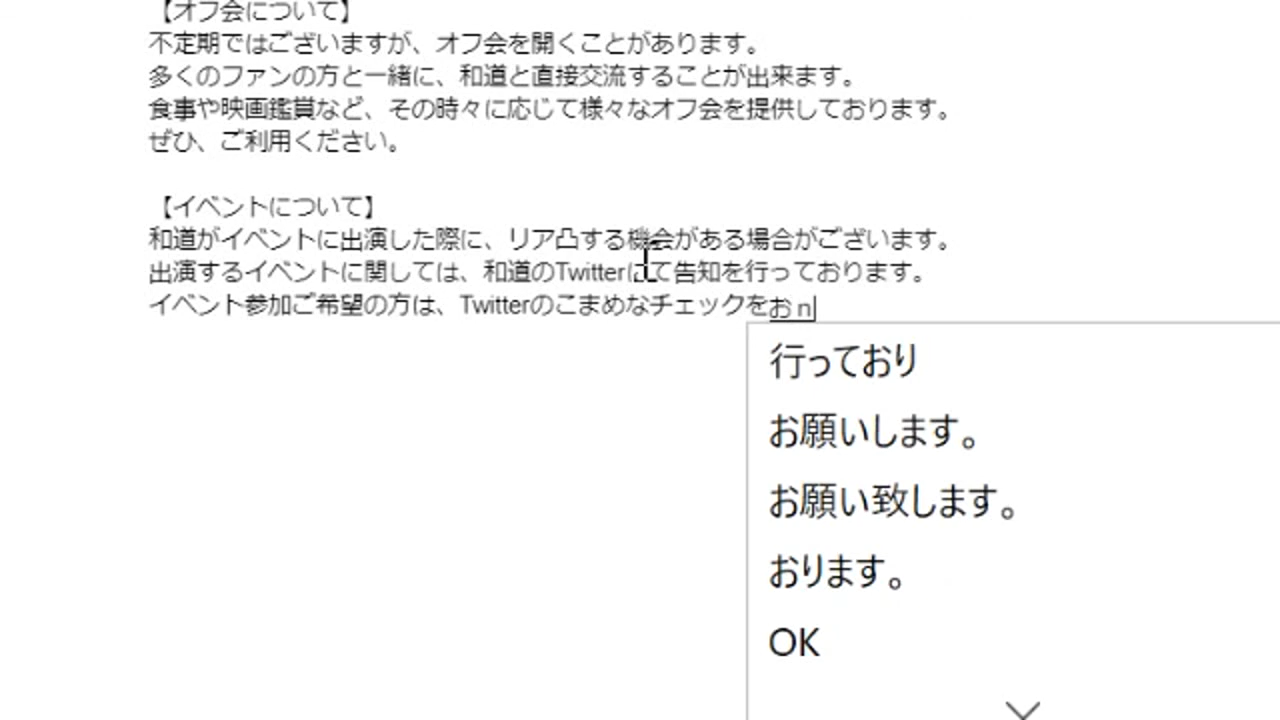 【オフ会について】
不定期ではございますが、オフ会を開くことがあります。
多くのファンの方と一緒に、和道と直接交流することが出来ます。
食事や映画鑑賞など、その時々に応じて様々なオフ会を提供しております。
ぜひ、ご利用ください。
【イベントについて】
和道がイベントに出演した際に、リア凸する機会がある場合がございます。
出演するイベントに関しては、和道のTwitterにて告知を行っております。
イベント参加ご希望の方は、Twitterのこまめなチェックをおn
行っており
お願いします。
お願い致します。
おります。
OK